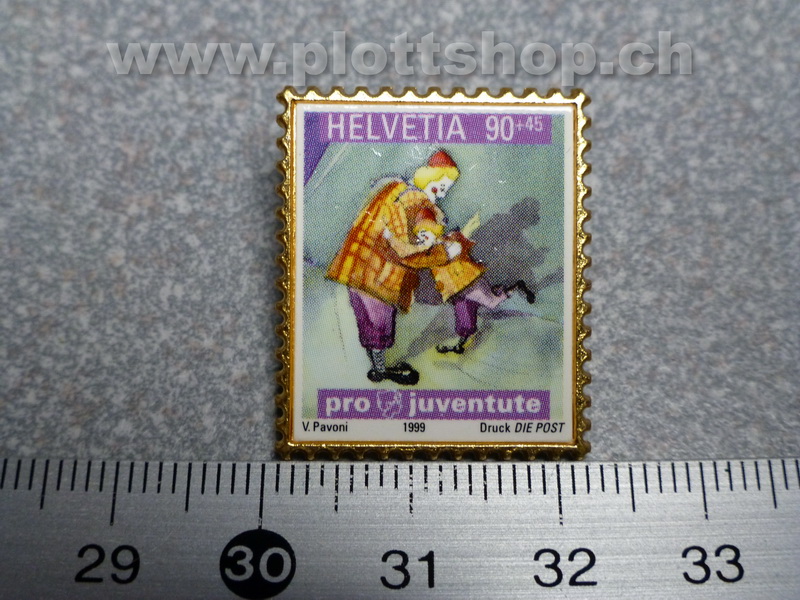 www.plottshop.ch
HELVETIA 90+45
pro juventute
V. Pavoni 1999 Druck DIE POST
29 30 31 32 33